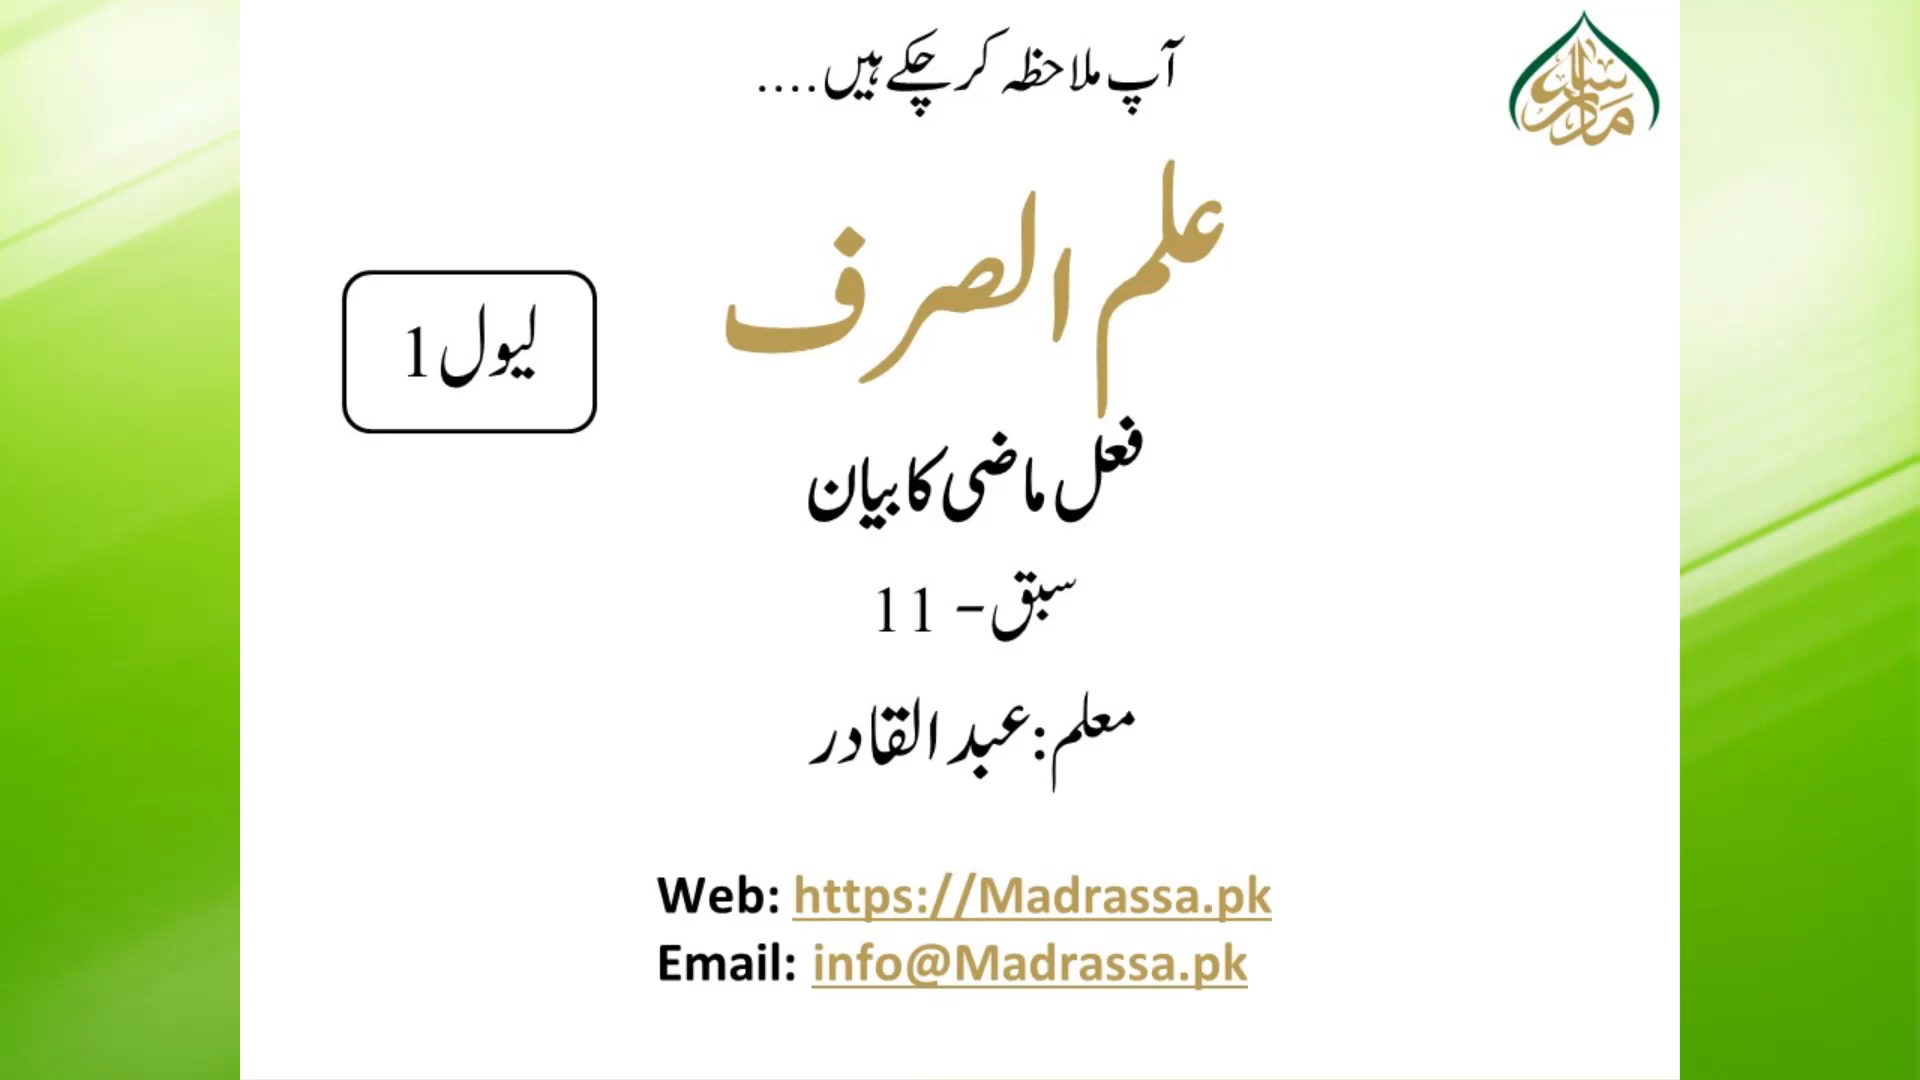 آپ ملاحظہ کر چکے ہیں....
مدرسہ
علم الصرف
لیول 1
فعل ماضی کا بیان
سبق - 11
معلم: عبد القادر
Web: https://Madrassa.pk
Email: info@Madrassa.pk